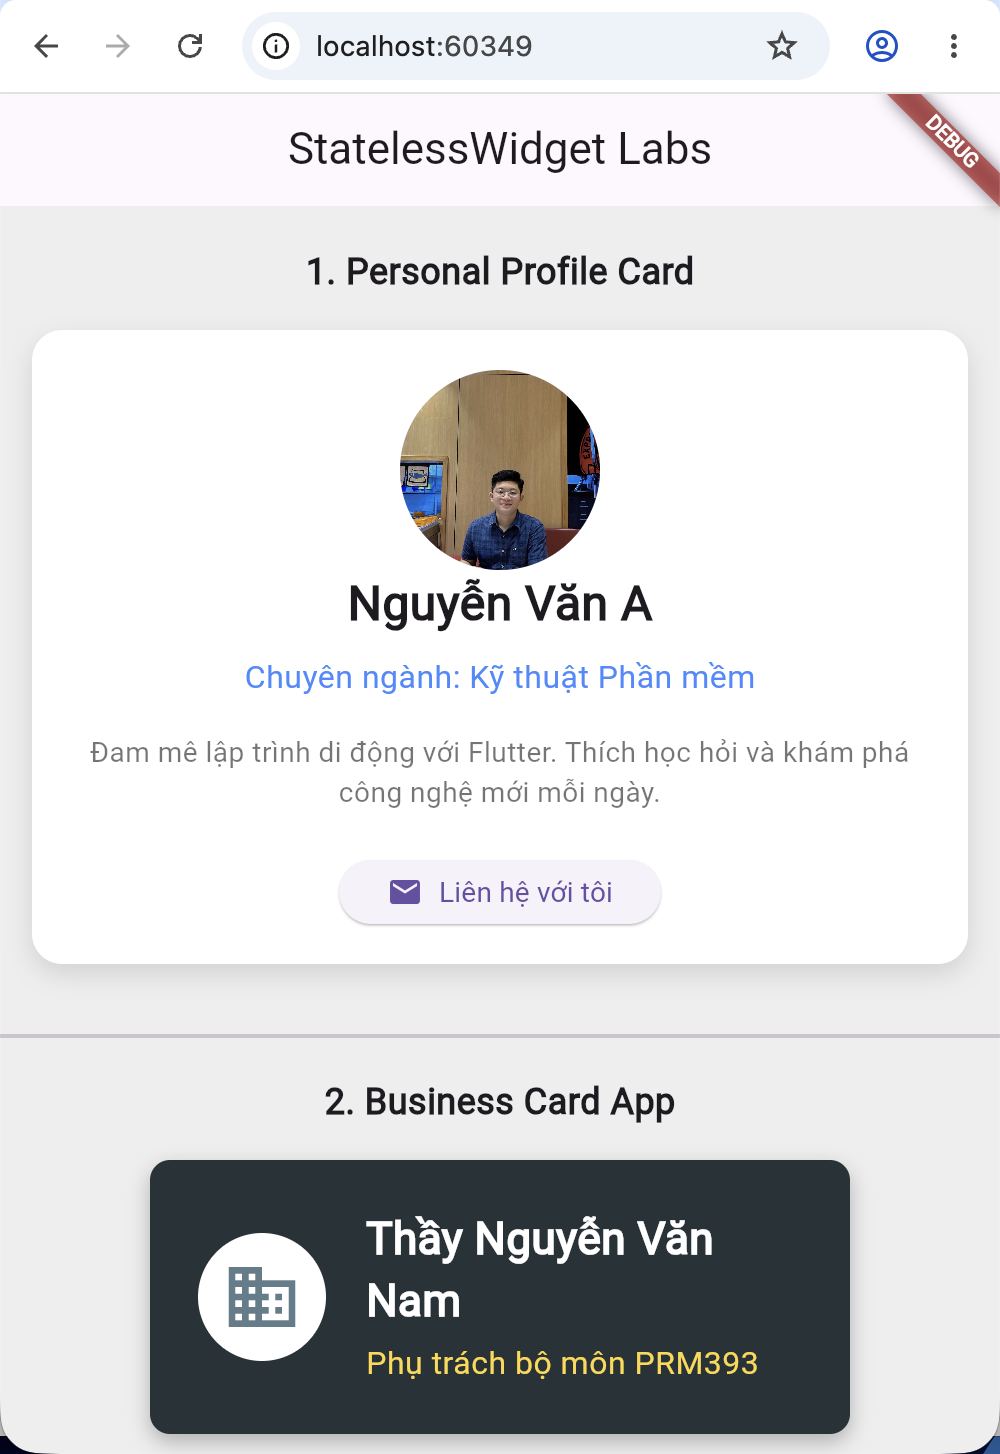 localhost:60349
StatelessWidget Labs
DEBUG
1. Personal Profile Card
Nguyễn Văn A
Chuyên ngành: Kỹ thuật Phần mềm
Đam mê lập trình di động với Flutter. Thích học hỏi và khám phá
công nghệ mới mỗi ngày.
Liên hệ với tôi
2. Business Card App
Thầy Nguyễn Văn
Nam
Phụ trách bộ môn PRM393